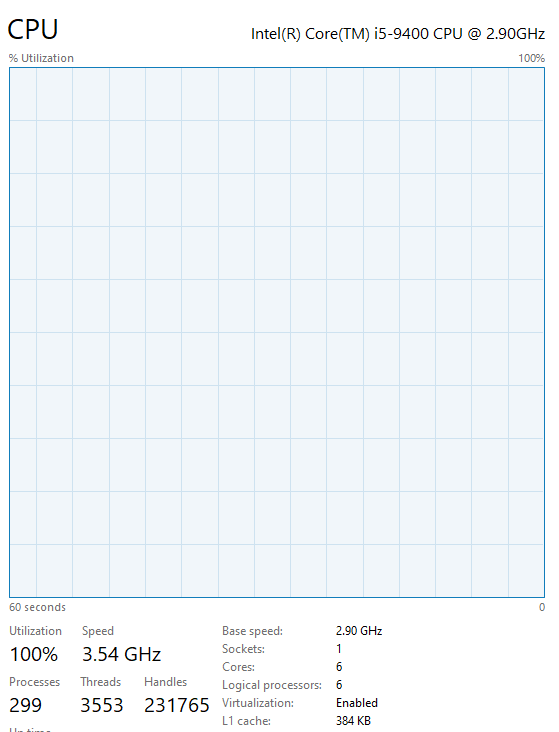 CPU Intel(R) Core(TM) i5-9400 CPU @ 2.90GHz
% Utilization 100%
60 seconds 0
Utilization Speed
100% 3.54 GHz
Processes Threads Handles
299 3553 231765
Up time
Base speed: 2.90 GHz
Sockets: 1
Cores: 6
Logical processors: 6
Virtualization: Enabled
L1 cache: 384 KB